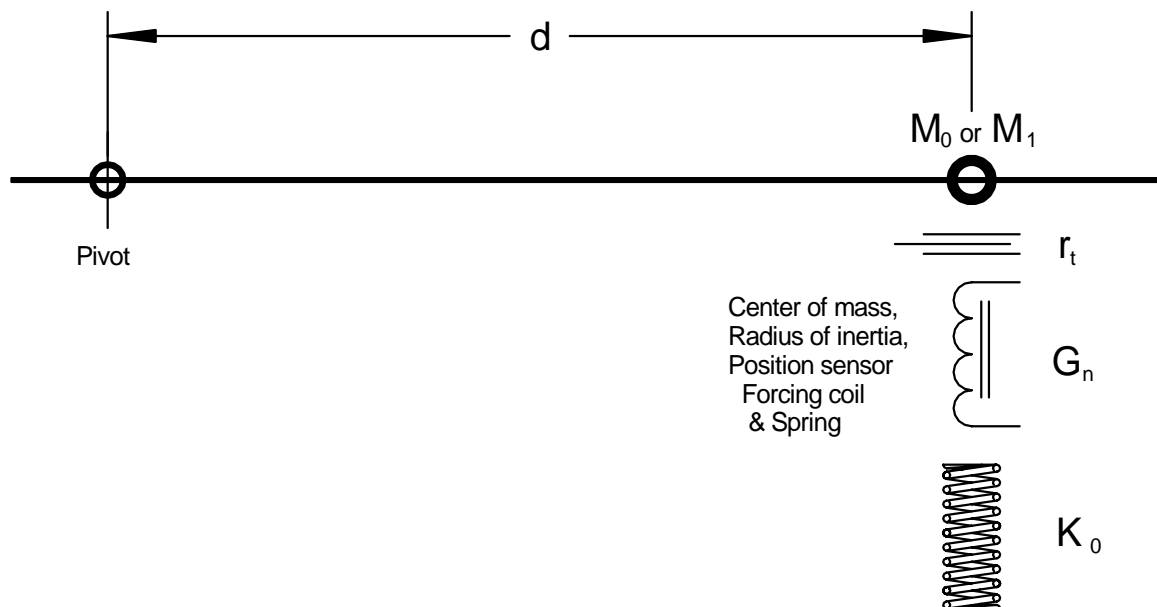 d
M₀ or M₁
Pivot
rₜ
Center of mass,
Radius of inertia,
Position sensor
Forcing coil
& Spring
Gₙ
K₀